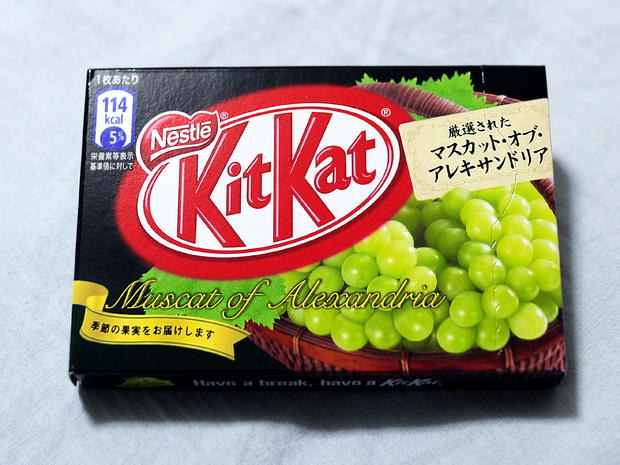 1枚あたり
114
kcal
5%
栄養素等表示
基準値に対して
Nestlé®
KitKat®
厳選された
マスカット・オブ・
アレキサンドリア
Muscat of Alexandria
季節の果実をお届けします
Have a break, have a KitKat.